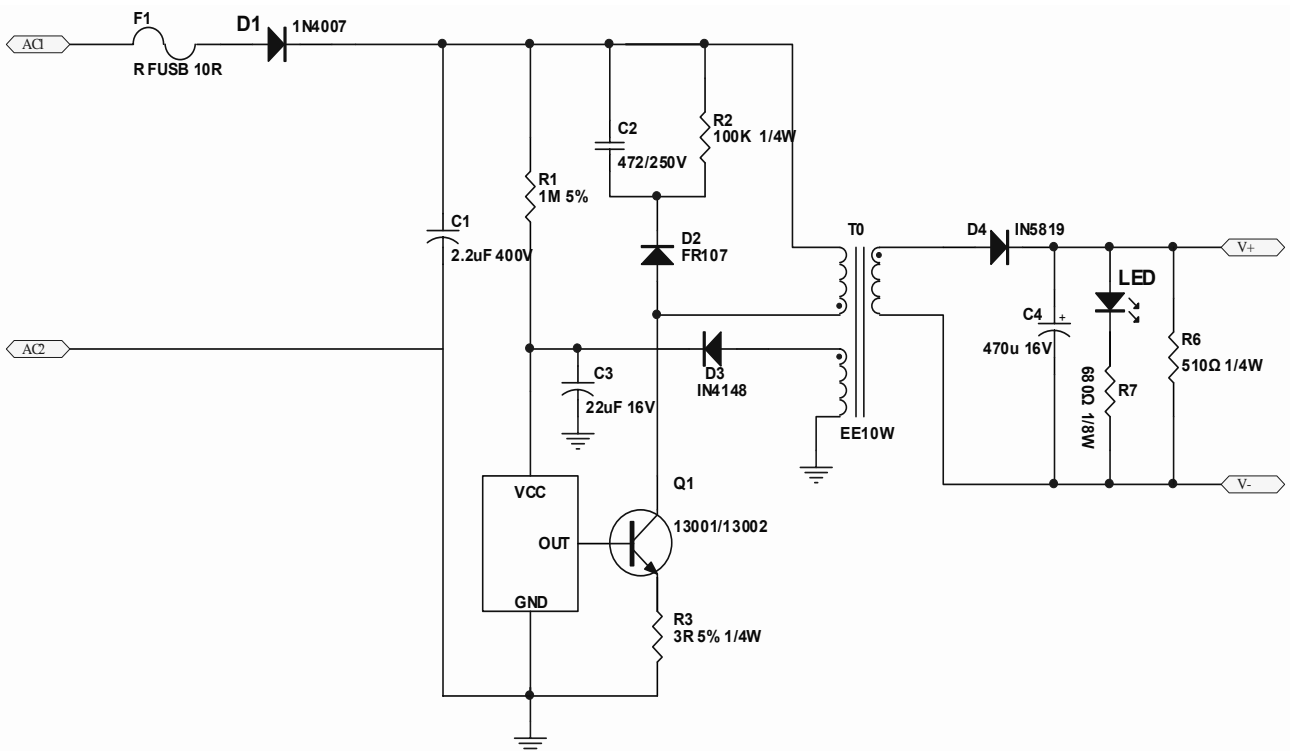 F1
D1
1N4007
AC1
R FUSB 10R
C2
472/250V
R2
100K 1/4W
R1
1M 5%
C1
2.2uF 400V
D2
FR107
T0
D4
IN5819
V+
LED
C4
+
470u 16V
R6
510Ω 1/4W
AC2
D3
IN4148
C3
22uF 16V
680Ω 1/8W
R7
EE10W
VCC
Q1
V-
13001/13002
OUT
GND
R3
3R 5% 1/4W